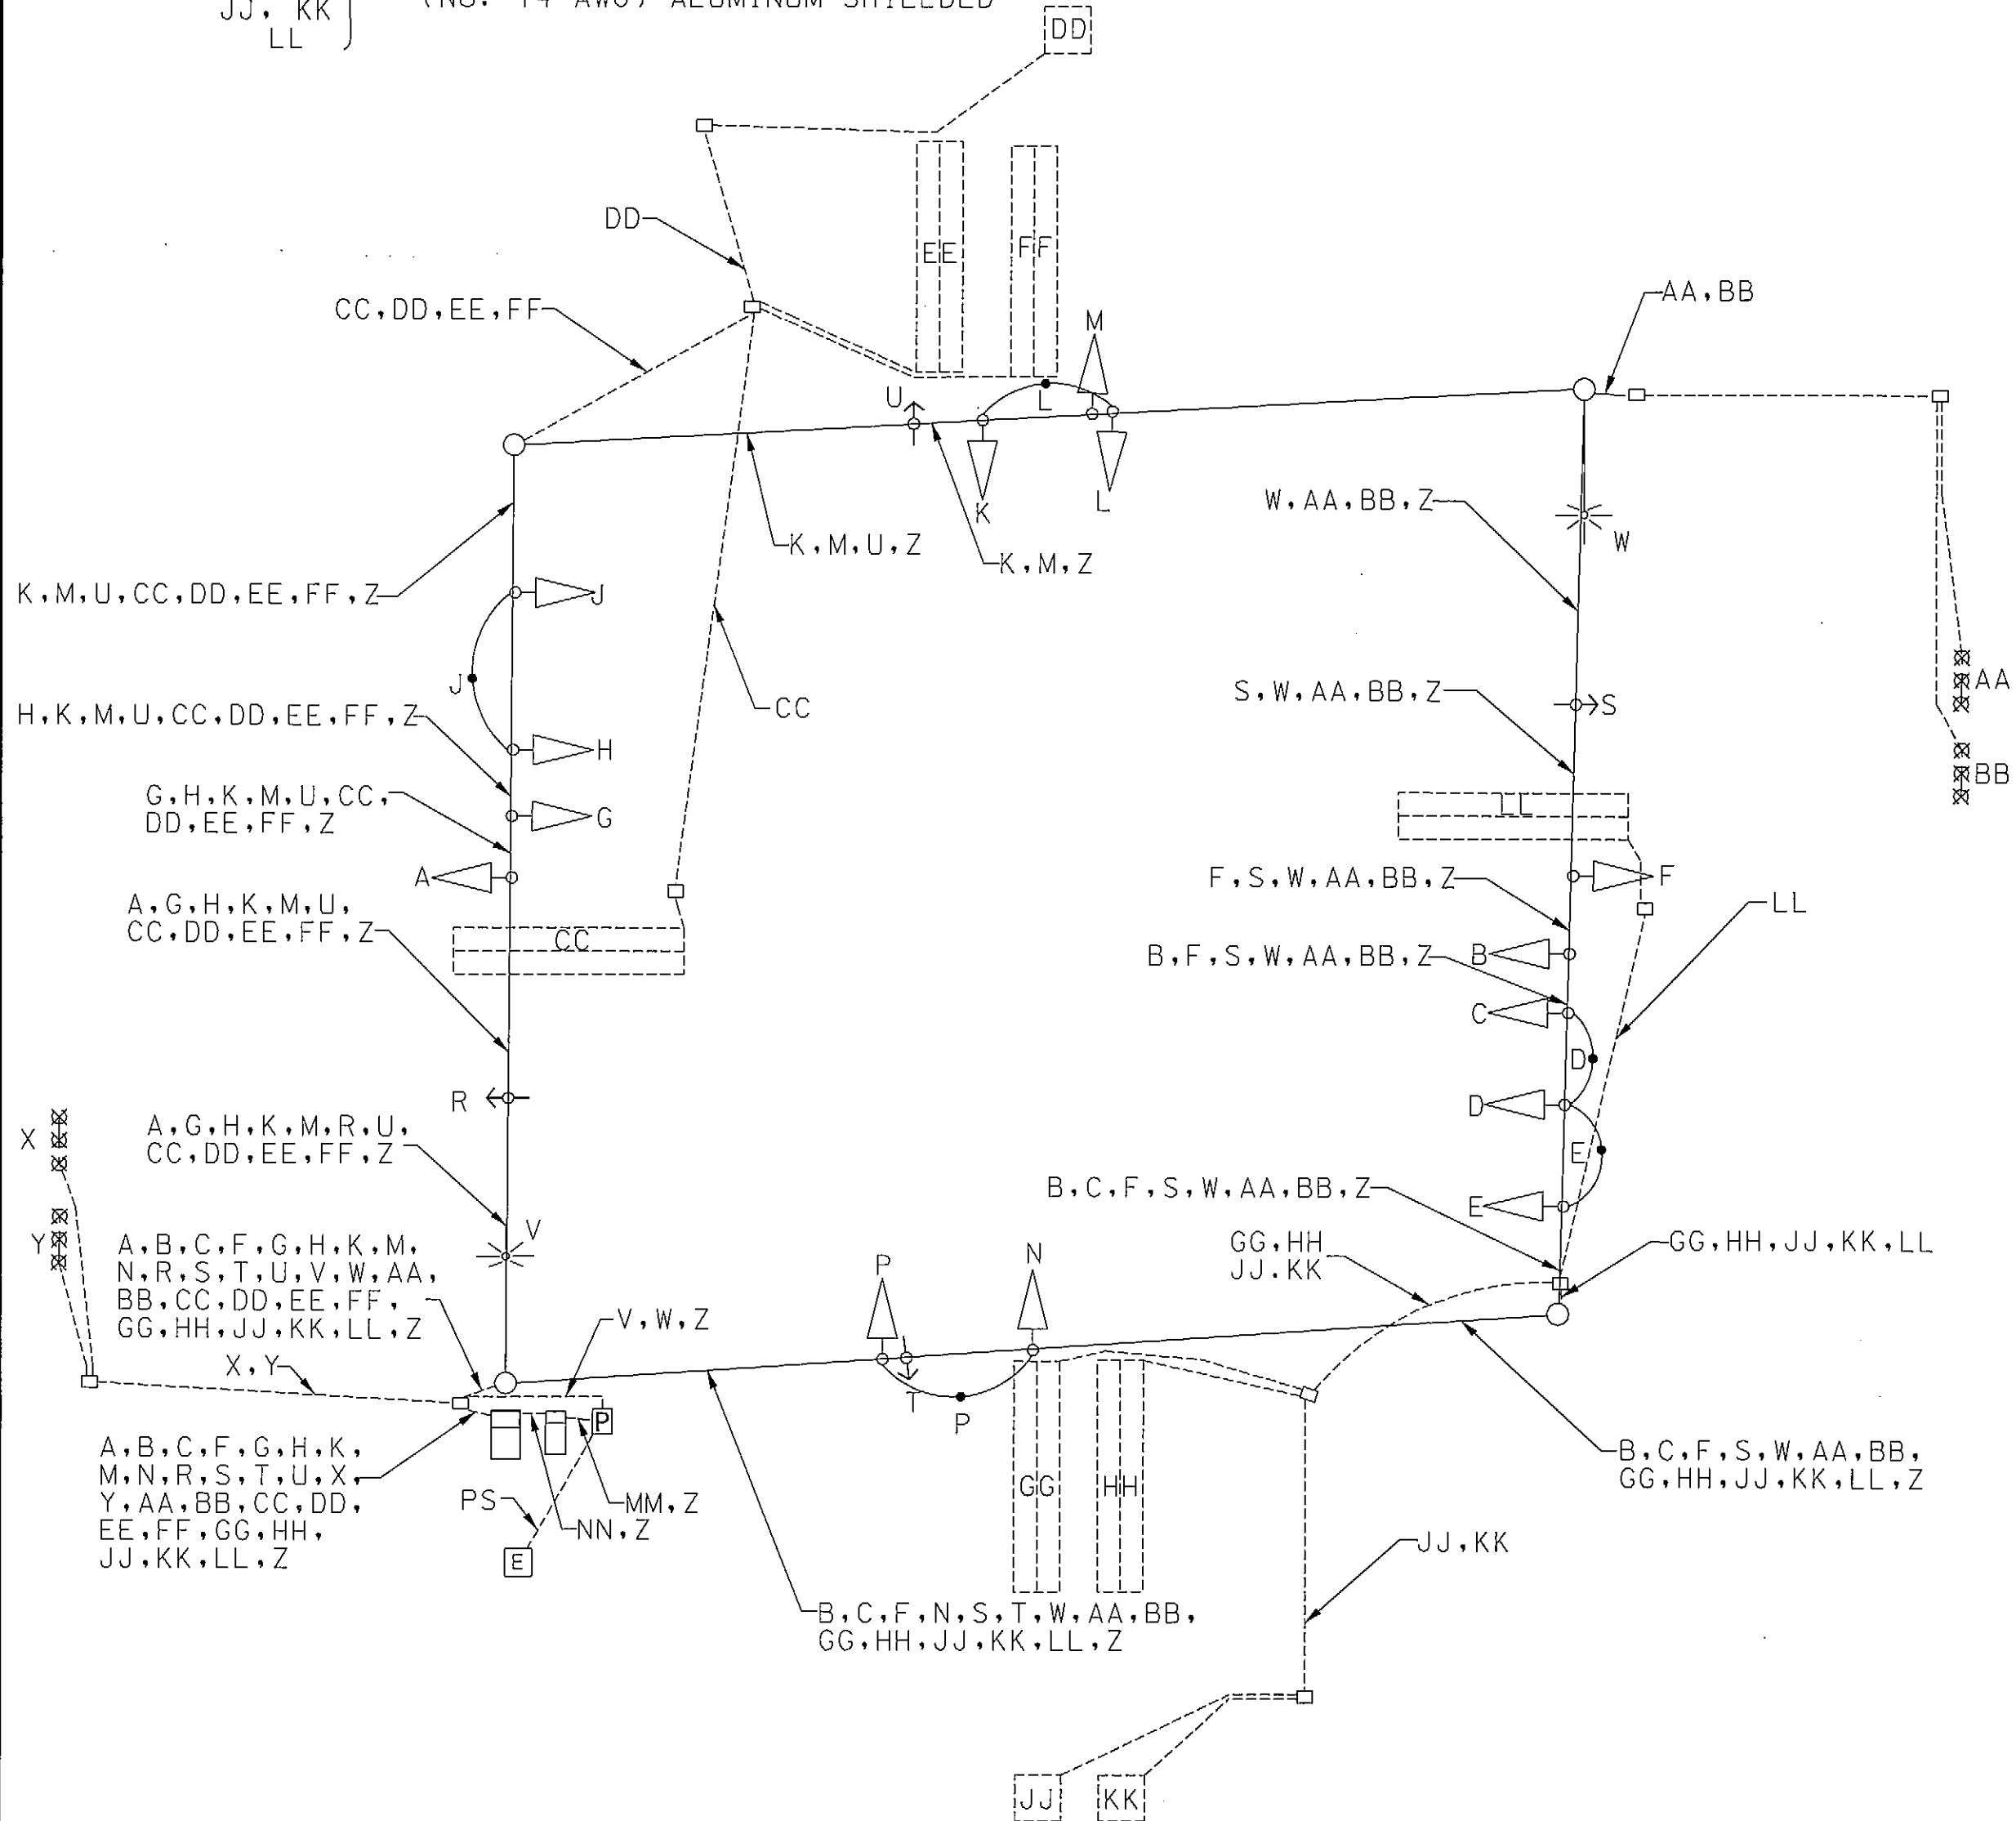 JJ, KK
(NO. 14 AWG) ALUMINUM SHIELDED
LL
DD
DD
EE
FF
CC,DD,EE,FF
AA,BB
M
U
L
K
L
W,AA,BB,Z
W
K,M,U,Z
K,M,Z
K,M,U,CC,DD,EE,FF,Z
J
J
AA
S,W,AA,BB,Z
S
CC
H,K,M,U,CC,DD,EE,FF,Z
H
BB
G,H,K,M,U,CC,
DD,EE,FF,Z
G
LL
A
F,S,W,AA,BB,Z
F
A,G,H,K,M,U,
CC,DD,EE,FF,Z
LL
CC
B,F,S,W,AA,BB,Z
B
C
D
R
D
X
A,G,H,K,M,R,U,
CC,DD,EE,FF,Z
E
B,C,F,S,W,AA,BB,Z
E
V
Y
A,B,C,F,G,H,K,M,
N,R,S,T,U,V,W,AA,
BB,CC,DD,EE,FF,
GG,HH,JJ,KK,LL,Z
P
N
GG,HH
JJ.KK
GG,HH,JJ,KK,LL
V,W,Z
X,Y
T
P
P
A,B,C,F,G,H,K,
M,N,R,S,T,U,X,
Y,AA,BB,CC,DD,
EE,FF,GG,HH,
JJ,KK,LL,Z
B,C,F,S,W,AA,BB,
GG,HH,JJ,KK,LL,Z
GG
HH
PS
MM,Z
NN,Z
E
JJ,KK
B,C,F,N,S,T,W,AA,BB,
GG,HH,JJ,KK,LL,Z
JJ
KK